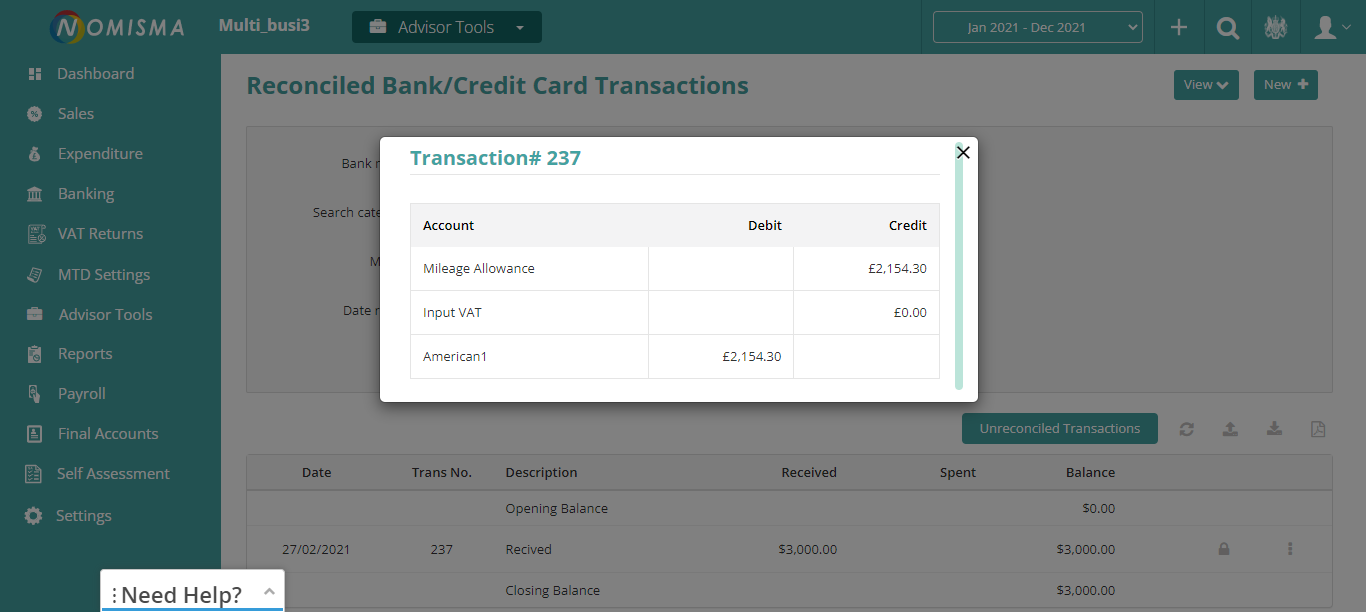 NOMISMA
Multi_busi3
Advisor Tools
Jan 2021 - Dec 2021
Dashboard
Sales
Expenditure
Banking
VAT Returns
MTD Settings
Advisor Tools
Reports
Payroll
Final Accounts
Self Assessment
Settings
Reconciled Bank/Credit Card Transactions
View
New
Bank
Search cate
M
Date
Transaction# 237
Account Debit Credit
Mileage Allowance £2,154.30
Input VAT £0.00
American1 £2,154.30
Unreconciled Transactions
Date Trans No. Description Received Spent Balance
Opening Balance $0.00
27/02/2021 237 Recived $3,000.00 $3,000.00
Closing Balance $3,000.00
Need Help?